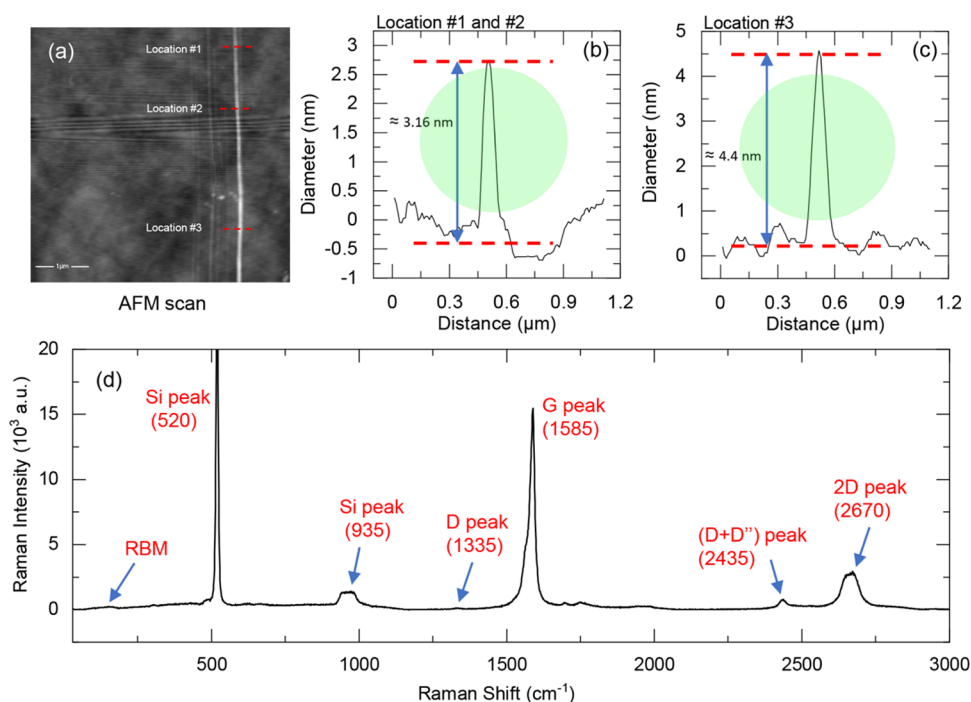 (a)
Location #1
Location #2
Location #3
1µm
AFM scan
Location #1 and #2
(b)
3
2.5
2
1.5
1
0.5
0
-0.5
-1
≈ 3.16 nm
Diameter (nm)
0 0.3 0.6 0.9 1.2
Distance (µm)
Location #3
(c)
5
4
3
2
1
0
≈ 4.4 nm
Diameter (nm)
0 0.3 0.6 0.9 1.2
Distance (µm)
(d)
20
15
10
5
0
Raman Intensity (10³ a.u.)
RBM
Si peak
(520)
Si peak
(935)
D peak
(1335)
G peak
(1585)
(D+D’’) peak
(2435)
2D peak
(2670)
500 1000 1500 2000 2500 3000
Raman Shift (cm⁻¹)